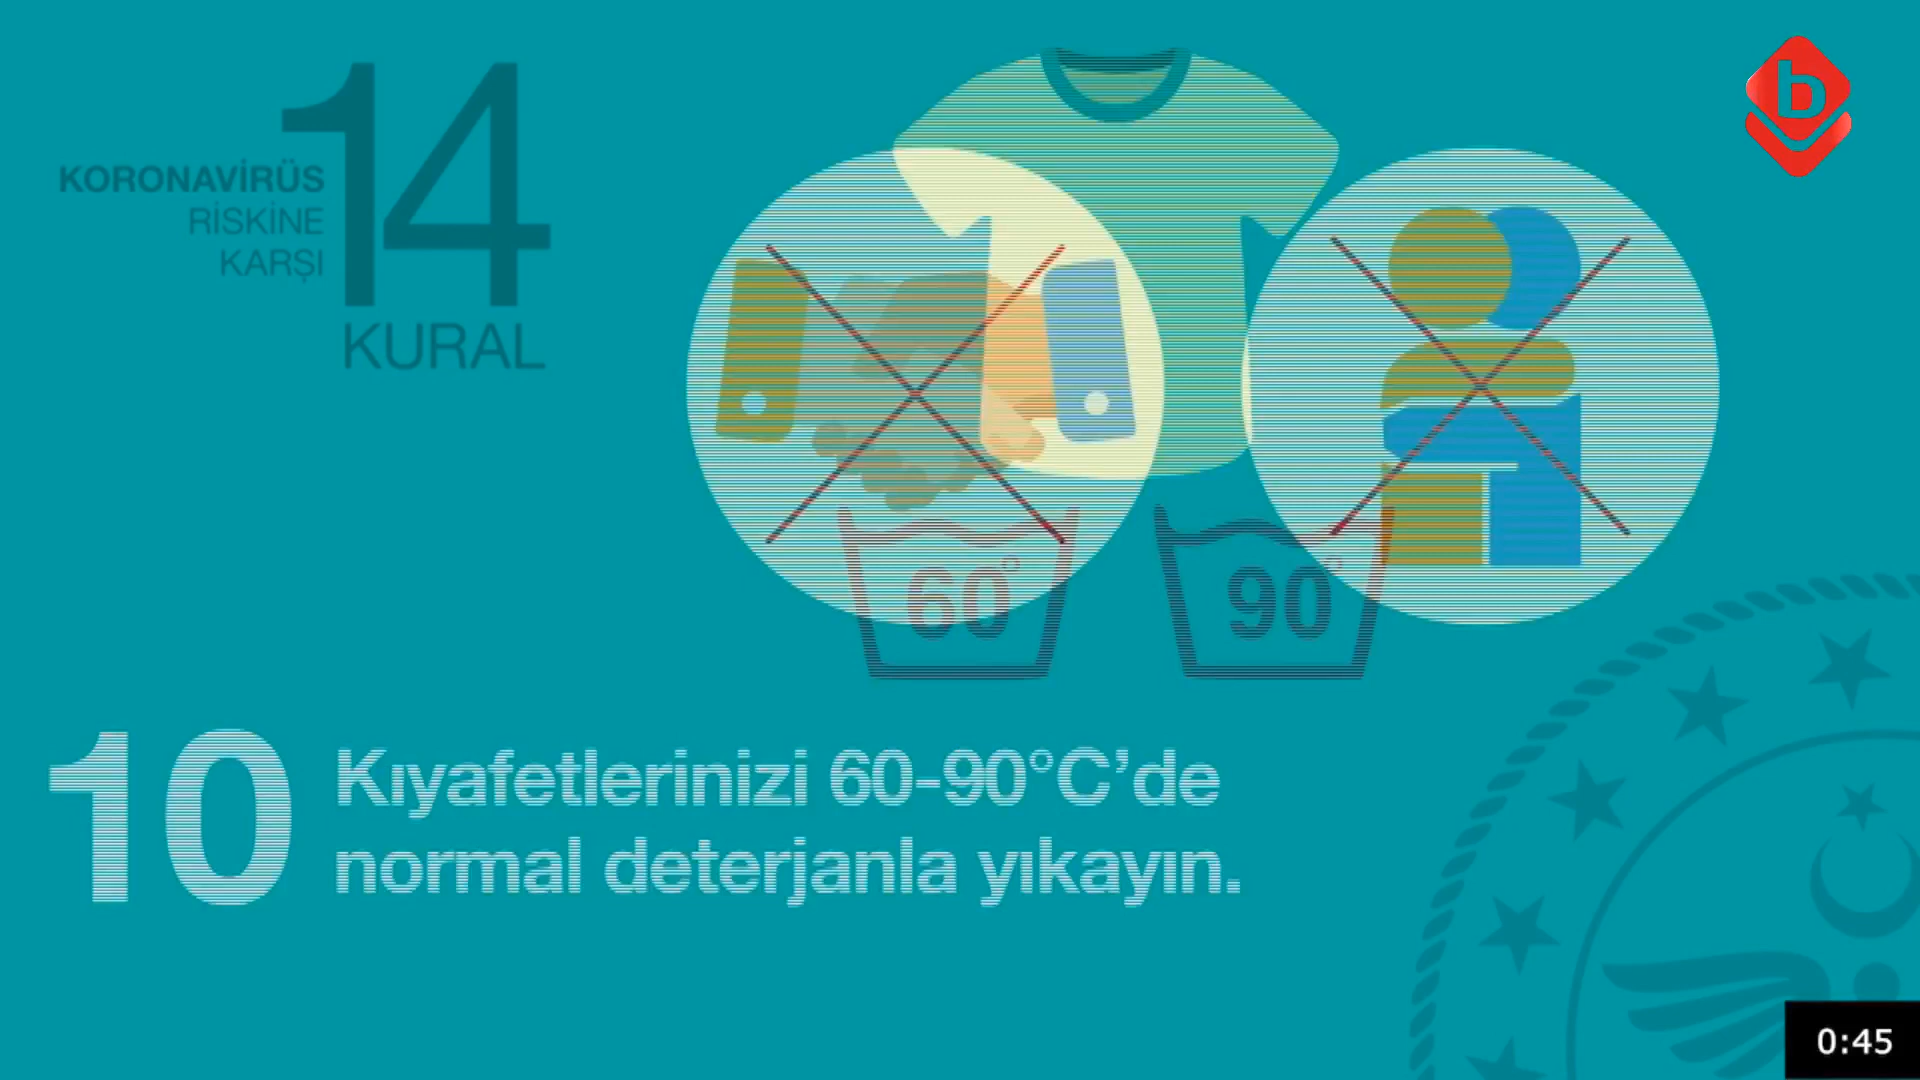 14
KORONAVİRÜS
RİSKİNE
KARŞI
KURAL
b
60°
90°
10
Kıyafetlerinizi 60-90°C’de
normal deterjanla yıkayın.
0:45